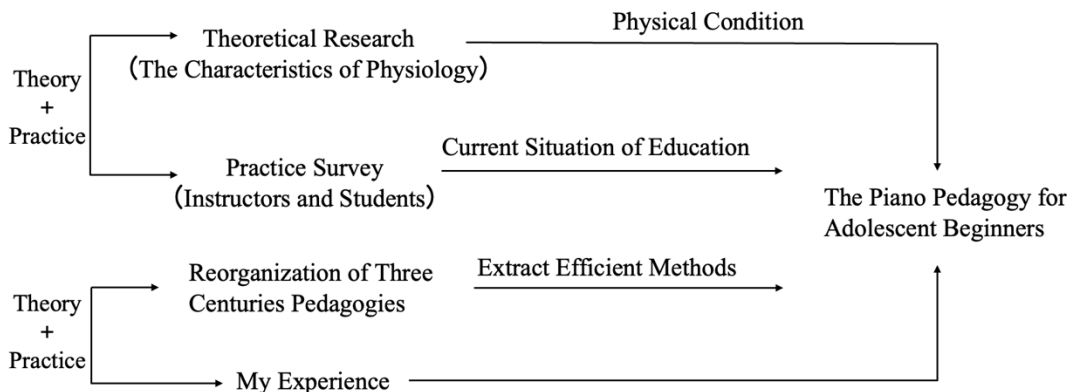 Physical Condition
Theoretical Research
(The Characteristics of Physiology)
Theory
+
Practice
Current Situation of Education
Practice Survey
(Instructors and Students)
The Piano Pedagogy for
Adolescent Beginners
Reorganization of Three
Centuries Pedagogies
Extract Efficient Methods
Theory
+
Practice
My Experience